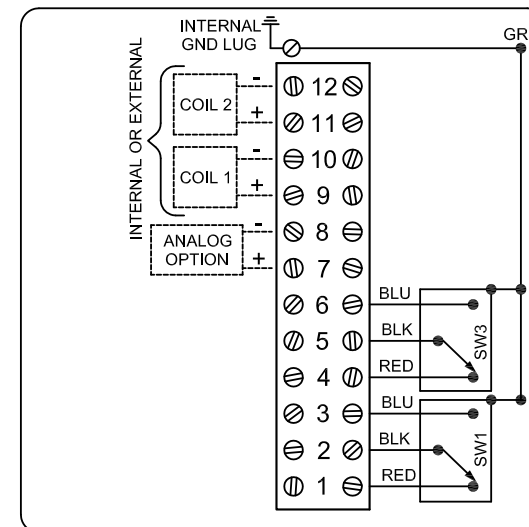 INTERNAL
GND LUG
GR
INTERNAL OR EXTERNAL
COIL 2
-
+
COIL 1
-
+
ANALOG
OPTION
-
+
12
11
10
9
8
7
6
5
4
3
2
1
BLU
BLK
RED
SW3
BLU
BLK
RED
SW1